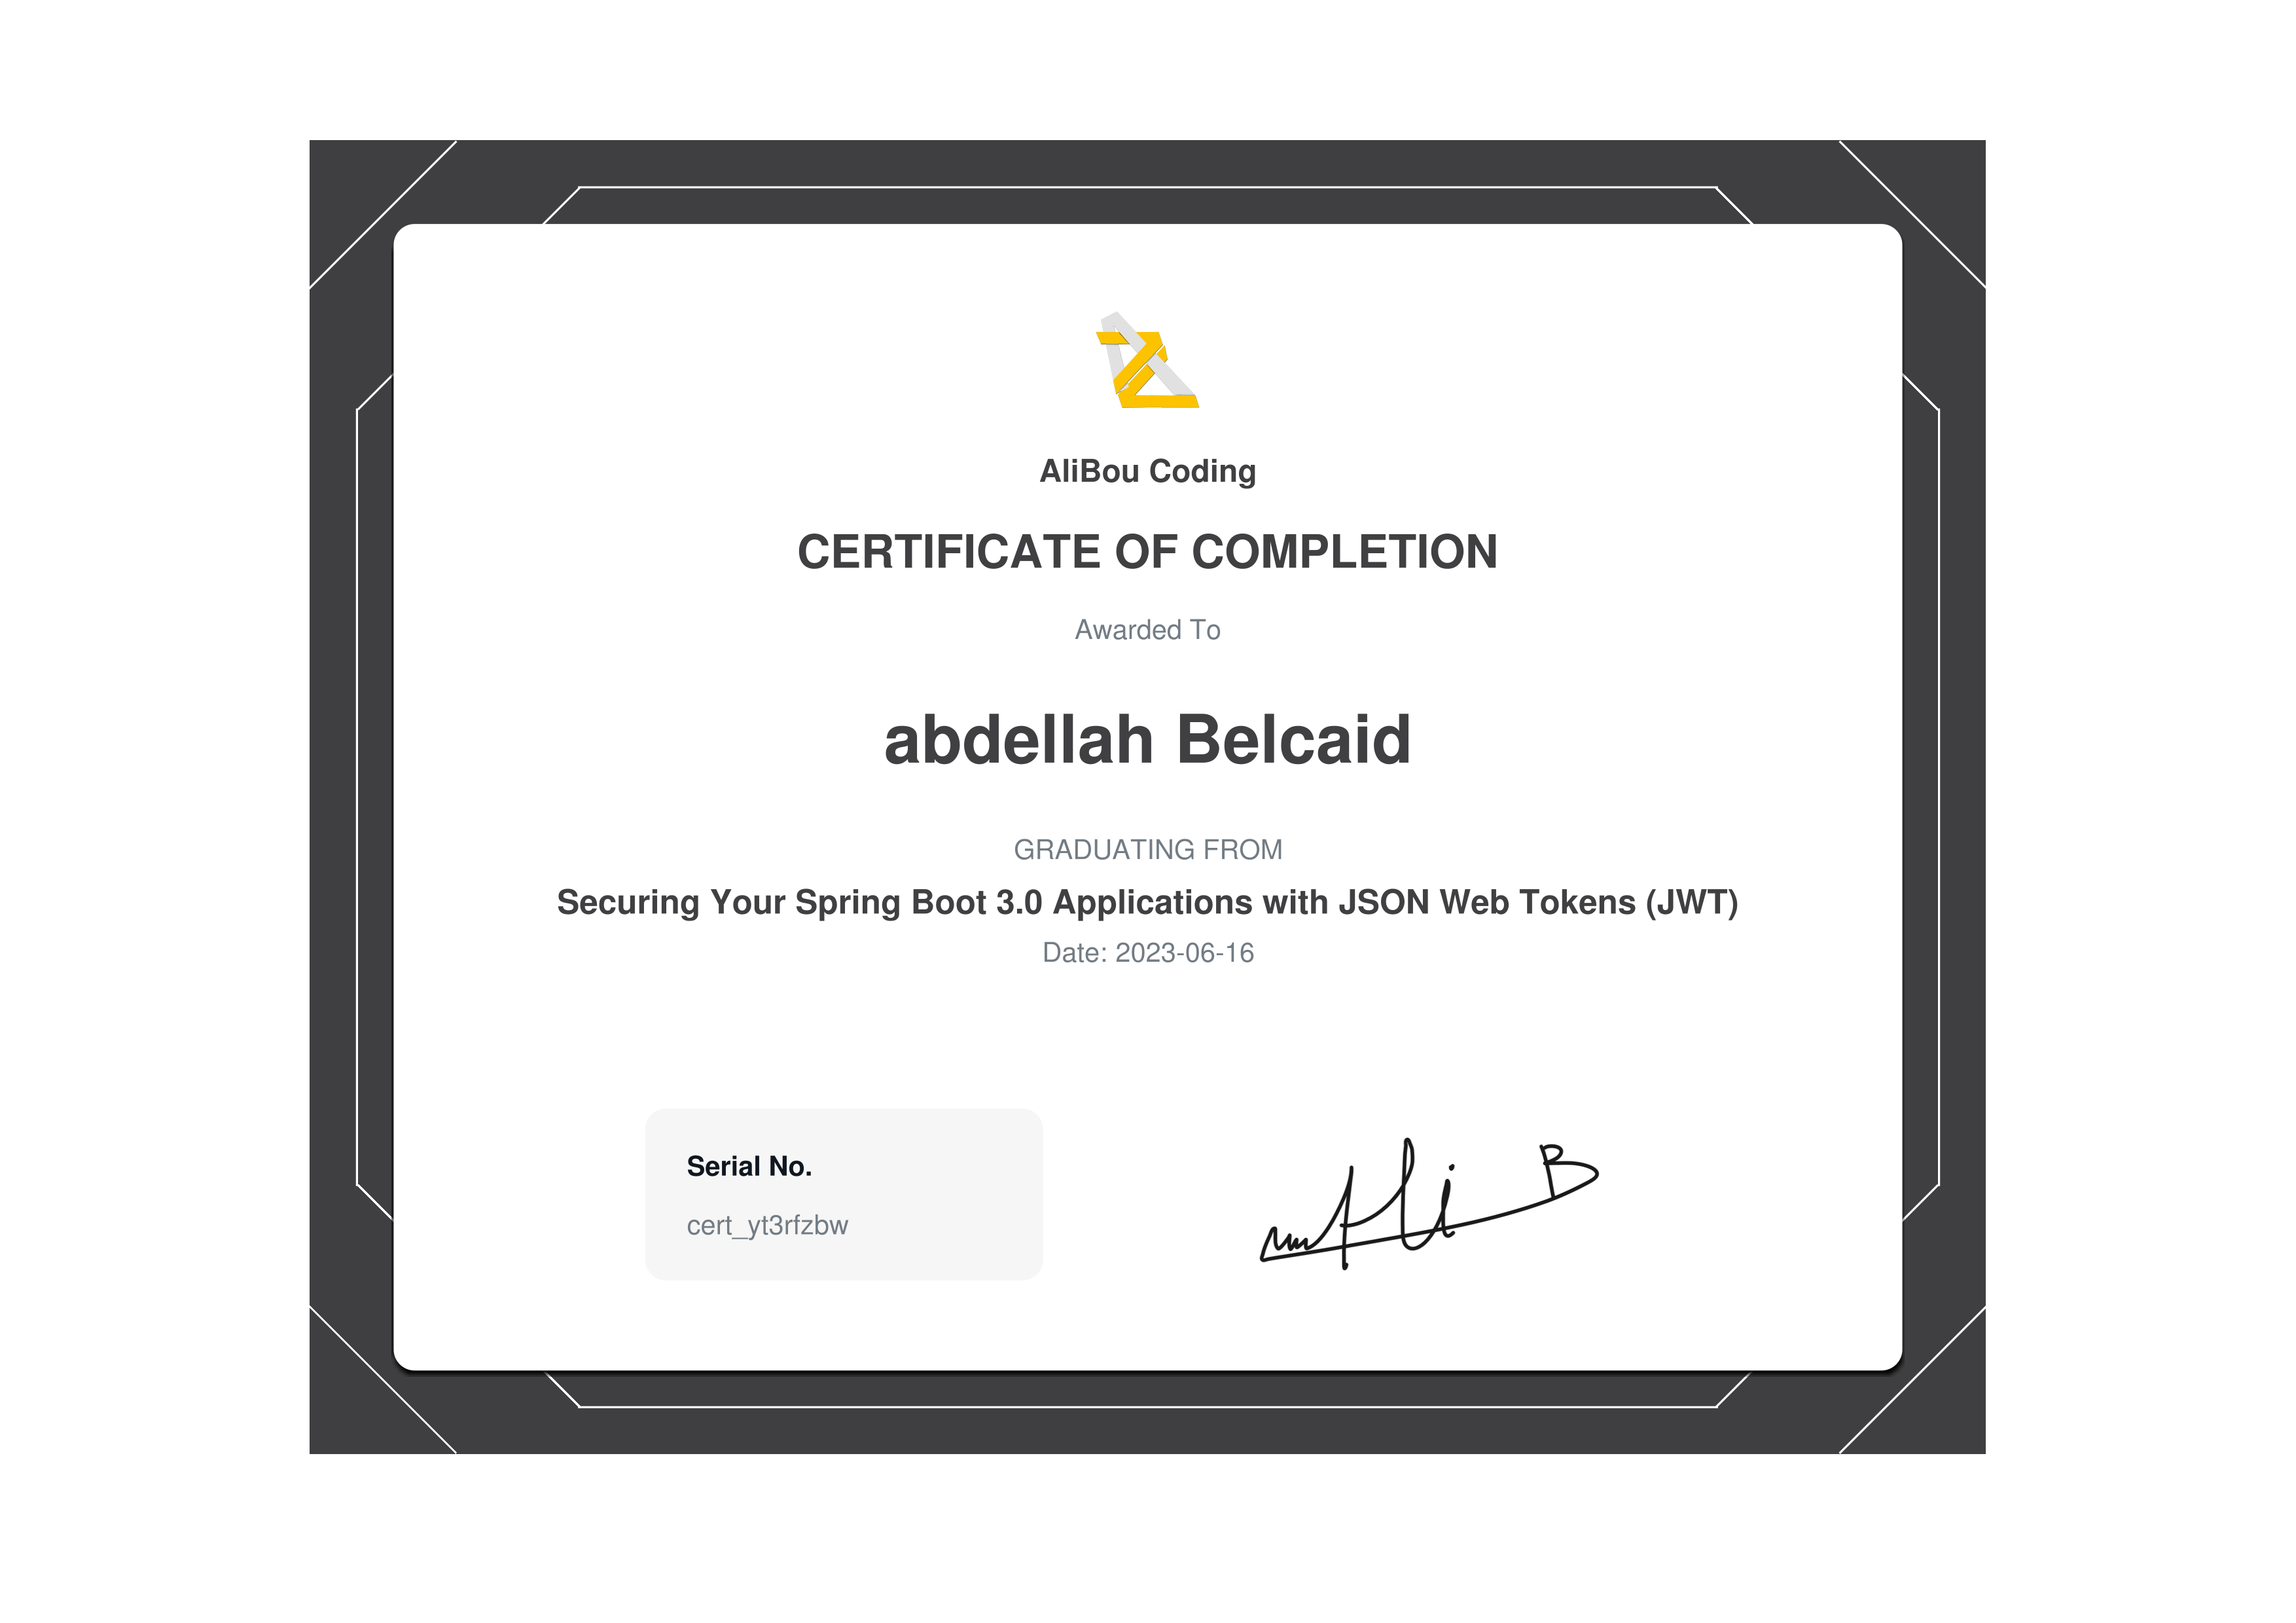 AliBou Coding
CERTIFICATE OF COMPLETION
Awarded To
abdellah Belcaid
GRADUATING FROM
Securing Your Spring Boot 3.0 Applications with JSON Web Tokens (JWT)
Date: 2023-06-16
Serial No.
cert_yt3rfzbw
Ali B